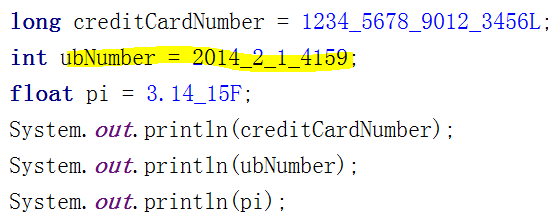 long creditCardNumber = 1234_5678_9012_3456L;
int ubNumber = 2014_2_1_4159;
float pi = 3.14_15F;
System.out.println(creditCardNumber);
System.out.println(ubNumber);
System.out.println(pi);